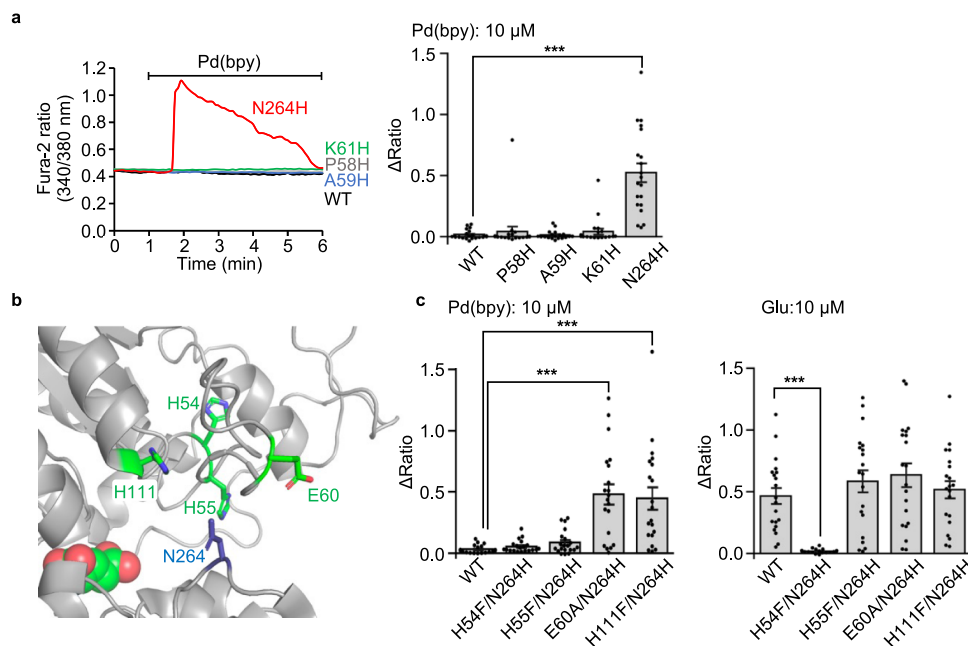 a
Pd(bpy): 10 µM
Pd(bpy)
***
1.2
1.0
0.8
0.6
0.4
0.2
0.0
Fura-2 ratio
(340/380 nm)
N264H
K61H
P58H
A59H
WT
0 1 2 3 4 5 6
Time (min)
1.5
1.0
0.5
0.0
ΔRatio
WT P58H A59H K61H N264H
b
H54
H111
H55
E60
N264
c
Pd(bpy): 10 µM
***
***
1.5
1.0
0.5
0.0
ΔRatio
WT H54F/N264H H55F/N264H E60A/N264H H111F/N264H
Glu:10 µM
***
1.5
1.0
0.5
0.0
ΔRatio
WT H54F/N264H H55F/N264H E60A/N264H H111F/N264H